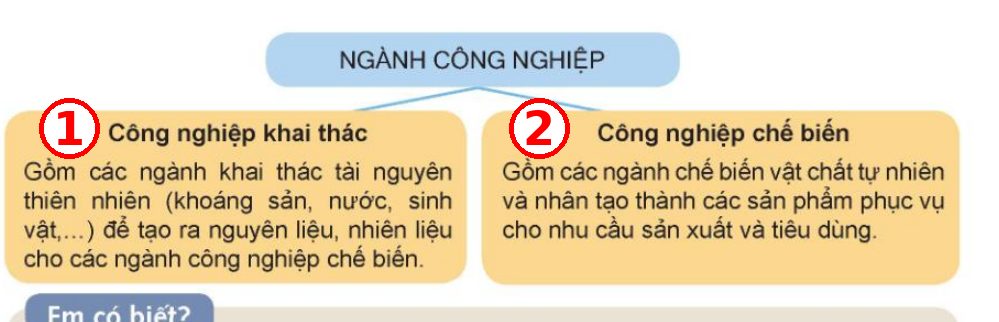 NGÀNH CÔNG NGHIỆP
1 Công nghiệp khai thác
Gồm các ngành khai thác tài nguyên
thiên nhiên (khoáng sản, nước, sinh
vật,...) để tạo ra nguyên liệu, nhiên liệu
cho các ngành công nghiệp chế biến.
2 Công nghiệp chế biến
Gồm các ngành chế biến vật chất tự nhiên
và nhân tạo thành các sản phẩm phục vụ
cho nhu cầu sản xuất và tiêu dùng.
Em có biết?